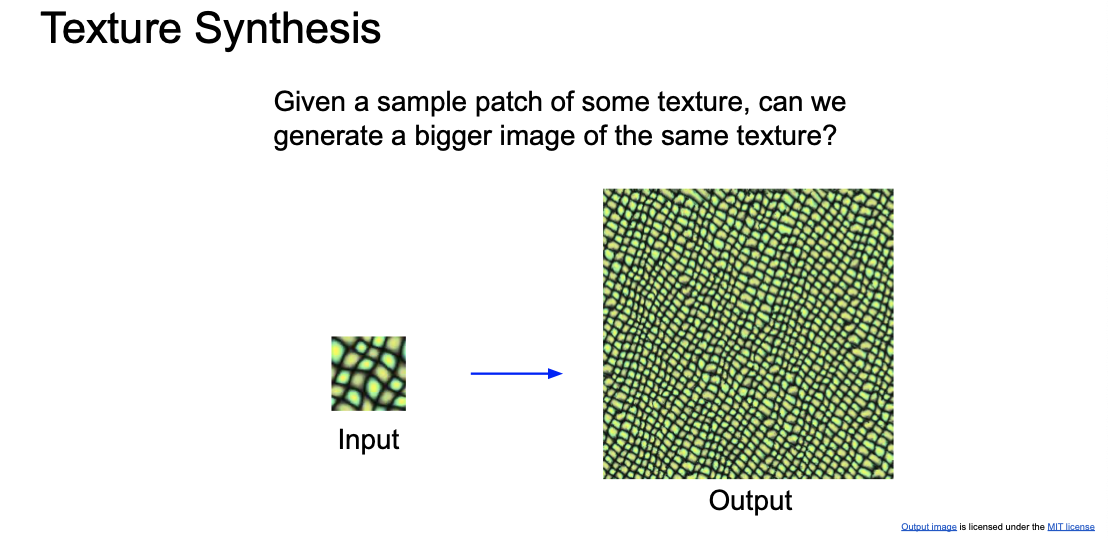 Texture Synthesis
Given a sample patch of some texture, can we
generate a bigger image of the same texture?
Input
Output
Output image is licensed under the MIT license